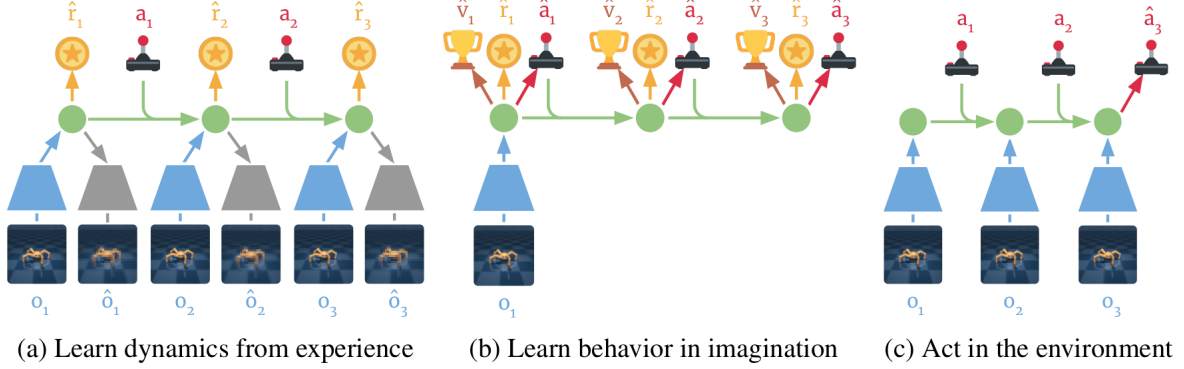 r̂₁ a₁ r̂₂ a₂ r̂₃
o₁ ô₁ o₂ ô₂ o₃ ô₃
(a) Learn dynamics from experience
v̂₁ r̂₁ â₁ v̂₂ r̂₂ â₂ v̂₃ r̂₃ â₃
o₁
(b) Learn behavior in imagination
a₁ a₂ â₃
o₁ o₂ o₃
(c) Act in the environment